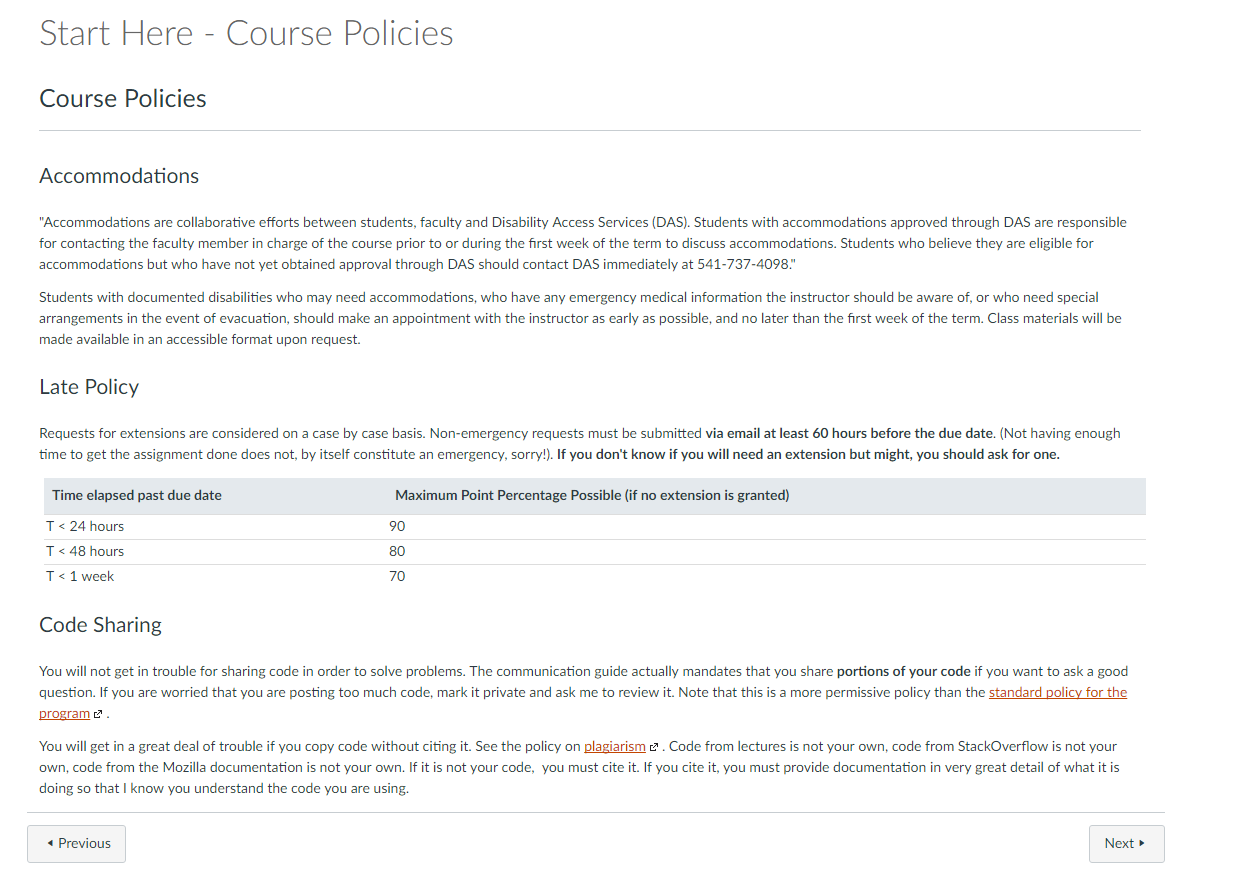 Start Here - Course Policies
Course Policies
Accommodations
"Accommodations are collaborative efforts between students, faculty and Disability Access Services (DAS). Students with accommodations approved through DAS are responsible
for contacting the faculty member in charge of the course prior to or during the first week of the term to discuss accommodations. Students who believe they are eligible for
accommodations but who have not yet obtained approval through DAS should contact DAS immediately at 541-737-4098."
Students with documented disabilities who may need accommodations, who have any emergency medical information the instructor should be aware of, or who need special
arrangements in the event of evacuation, should make an appointment with the instructor as early as possible, and no later than the first week of the term. Class materials will be
made available in an accessible format upon request.
Late Policy
Requests for extensions are considered on a case by case basis. Non-emergency requests must be submitted via email at least 60 hours before the due date. (Not having enough
time to get the assignment done does not, by itself constitute an emergency, sorry!). If you don't know if you will need an extension but might, you should ask for one.
Time elapsed past due date Maximum Point Percentage Possible (if no extension is granted)
T < 24 hours 90
T < 48 hours 80
T < 1 week 70
Code Sharing
You will not get in trouble for sharing code in order to solve problems. The communication guide actually mandates that you share portions of your code if you want to ask a good
question. If you are worried that you are posting too much code, mark it private and ask me to review it. Note that this is a more permissive policy than the standard policy for the
program .
You will get in a great deal of trouble if you copy code without citing it. See the policy on plagiarism . Code from lectures is not your own, code from StackOverflow is not your
own, code from the Mozilla documentation is not your own. If it is not your code, you must cite it. If you cite it, you must provide documentation in very great detail of what it is
doing so that I know you understand the code you are using.
Previous Next